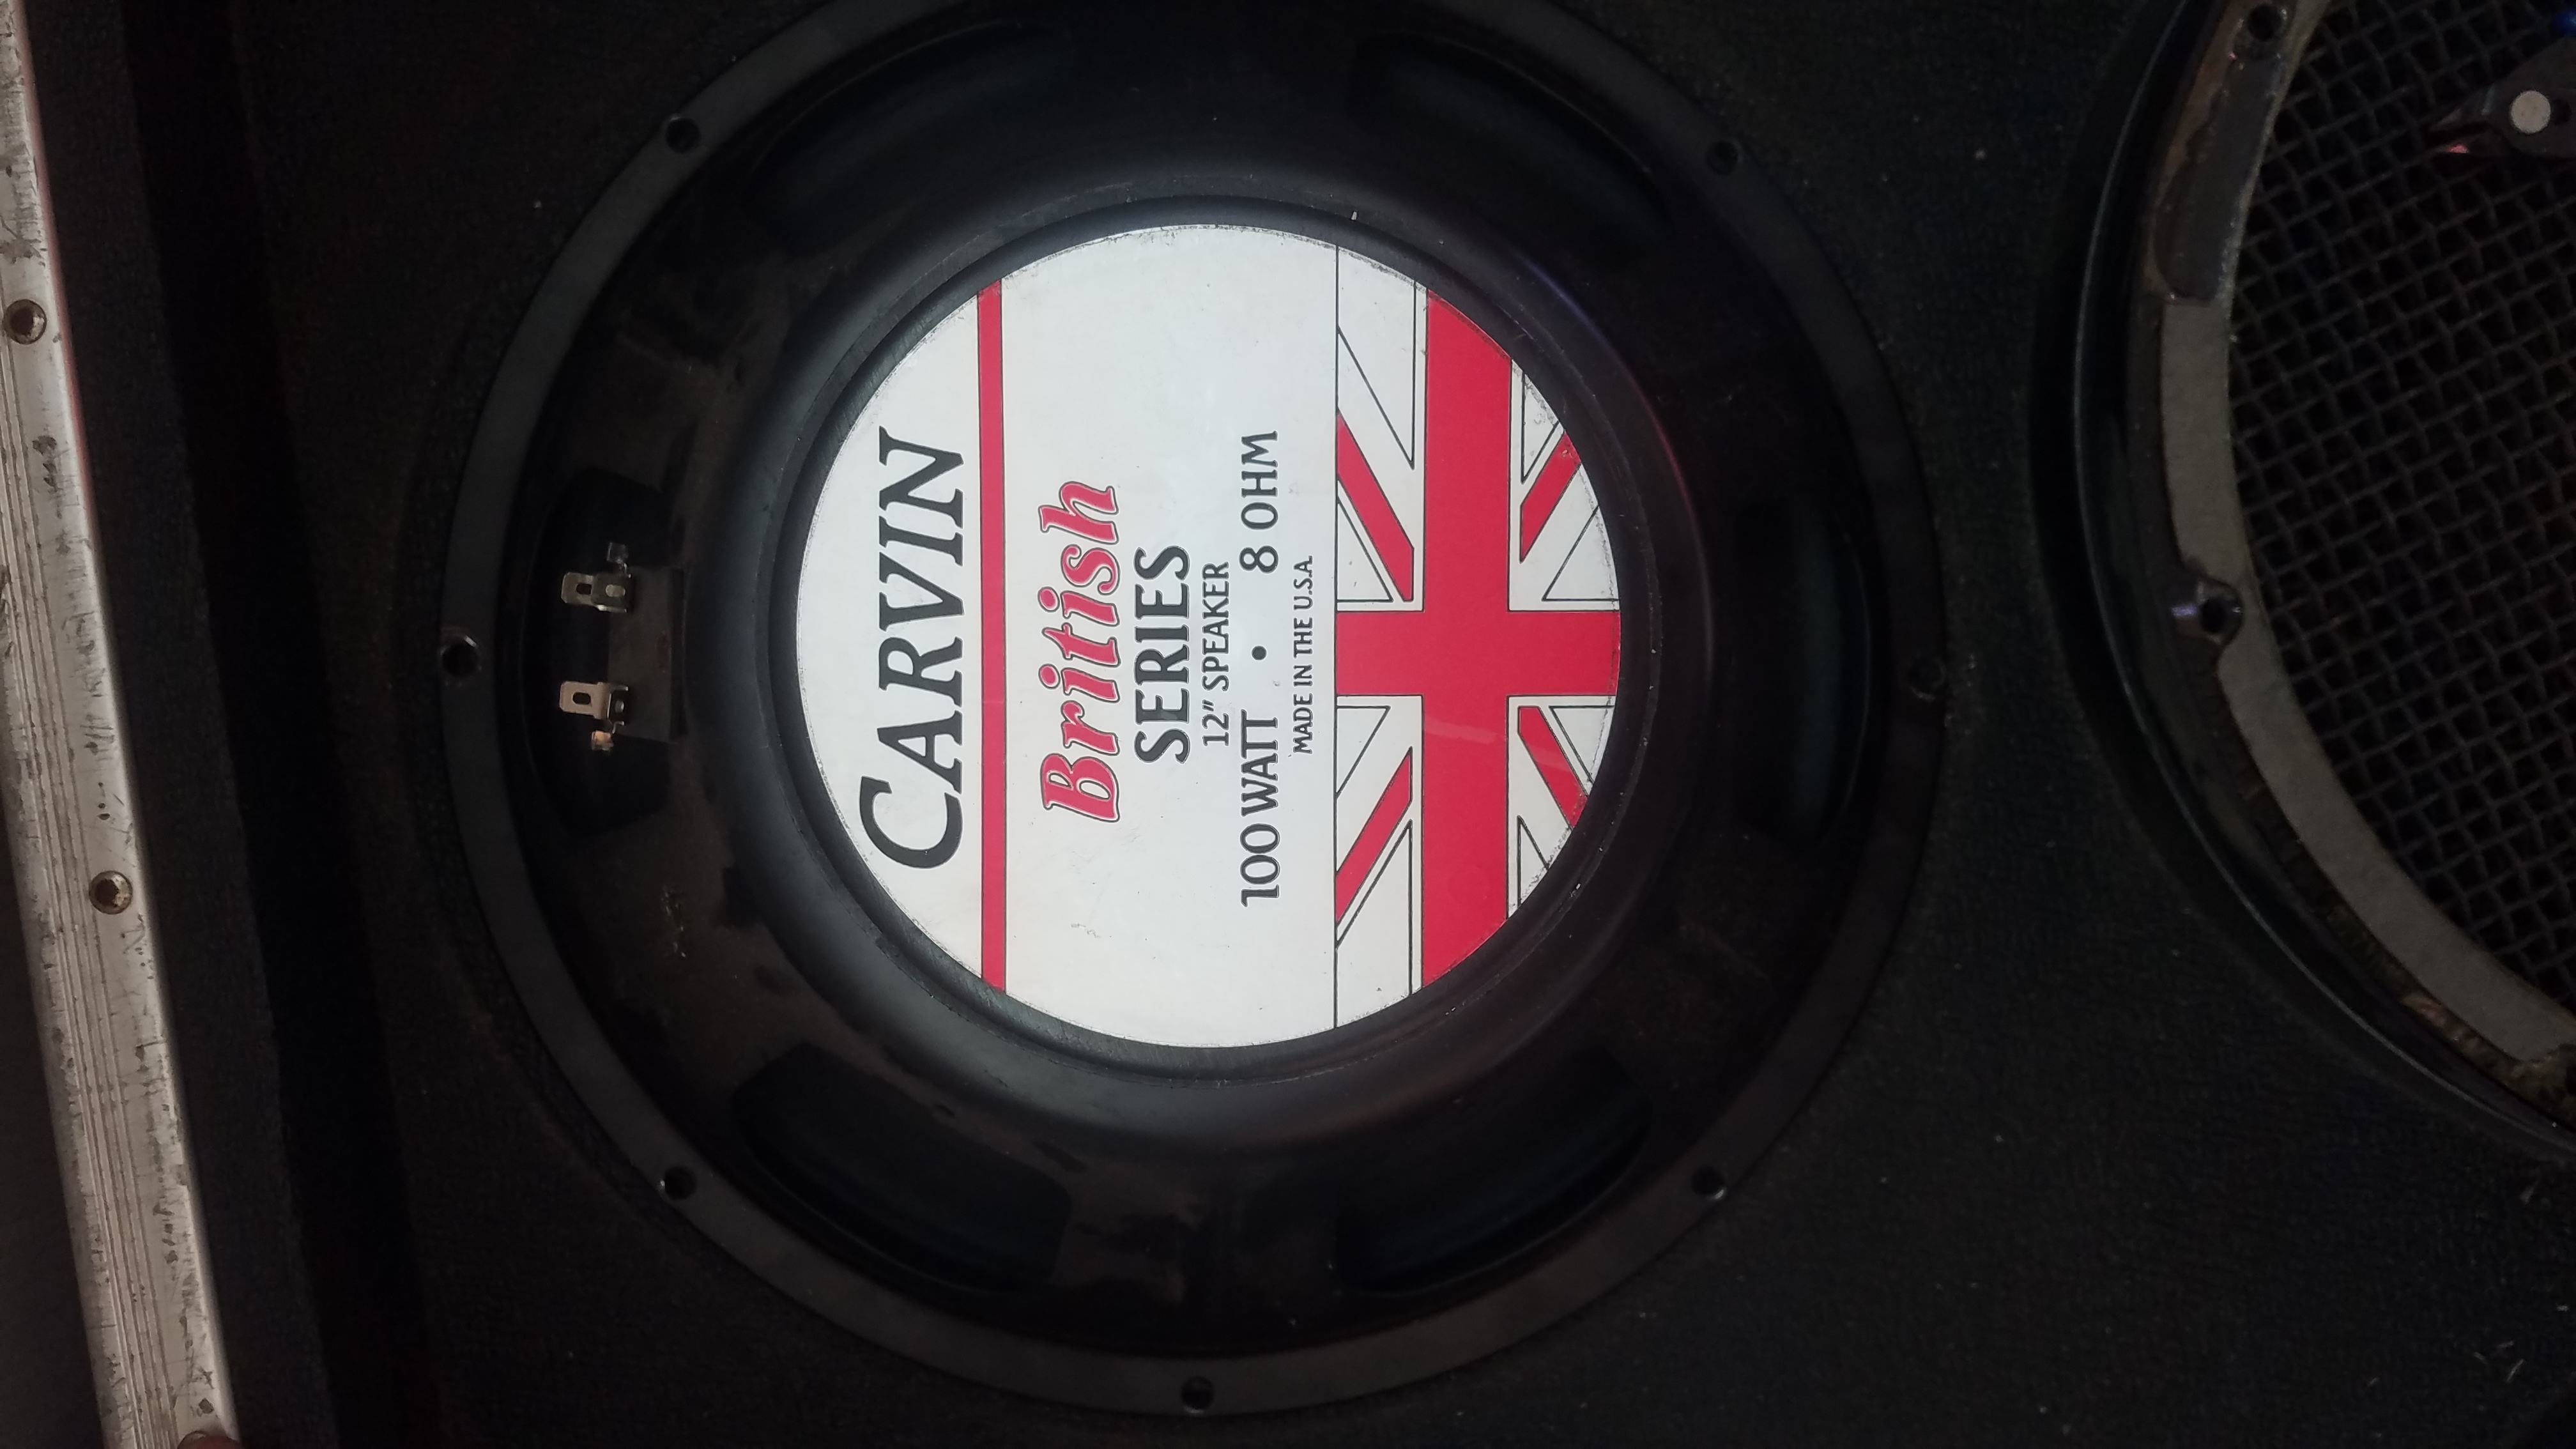 CARVIN
British
SERIES
12" SPEAKER
100 WATT • 8 OHM
MADE IN THE U.S.A.